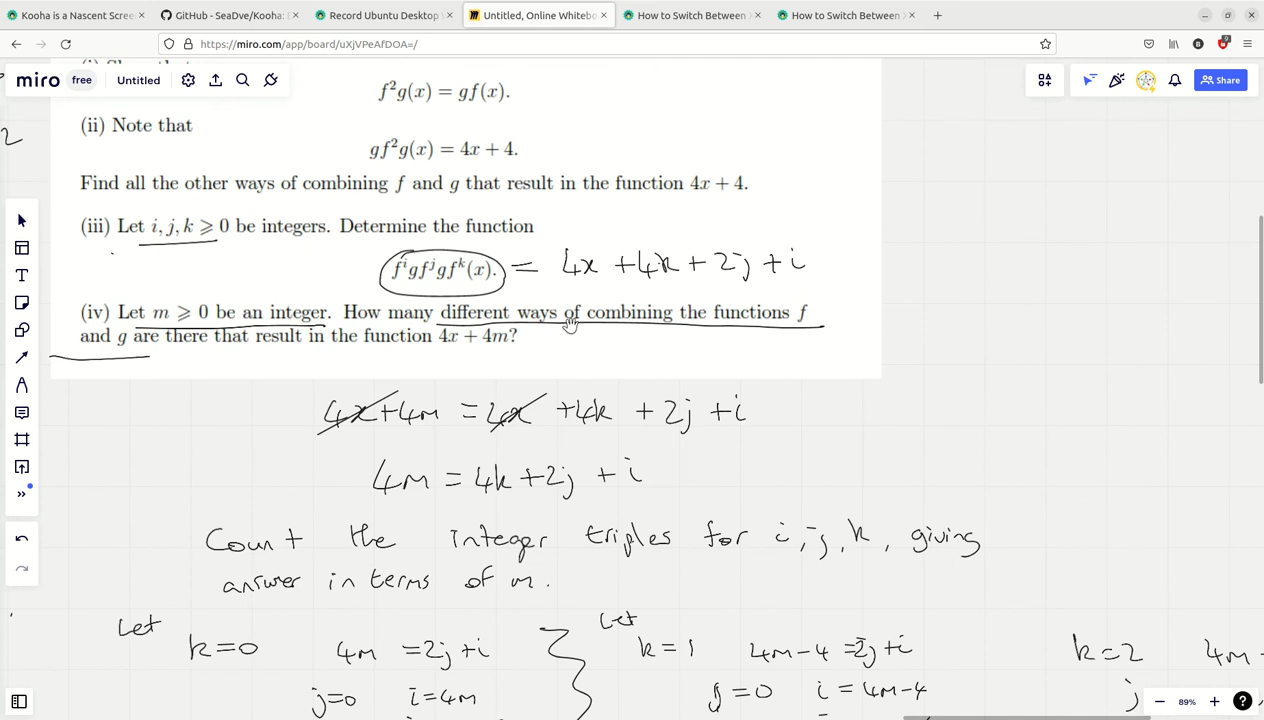 Kooha is a Nascent Scree
GitHub - SeaDve/Kooha: E
Record Ubuntu Desktop
Untitled, Online Whitebo
How to Switch Between
How to Switch Between
https://miro.com/app/board/uXjVPeAfDOA=/
miro free Untitled
Share
f²g(x) = gf(x).
2
(ii) Note that
gf²g(x) = 4x + 4.
Find all the other ways of combining f and g that result in the function 4x + 4.
(iii) Let i, j, k ⩾ 0 be integers. Determine the function
fⁱgfʲgfᵏ(x). = 4x + 4k + 2j + i
(iv) Let m ⩾ 0 be an integer. How many different ways of combining the functions f
and g are there that result in the function 4x + 4m?
4x + 4m = 4x + 4k + 2j + i
4m = 4k + 2j + i
Count the integer triples for i, j, k, giving
answer in terms of m.
Let
k = 0 4m = 2j + i
j = 0 i = 4m
Let
k = 1 4m - 4 = 2j + i
j = 0 i = 4m - 4
k = 2 4m -
j
89%